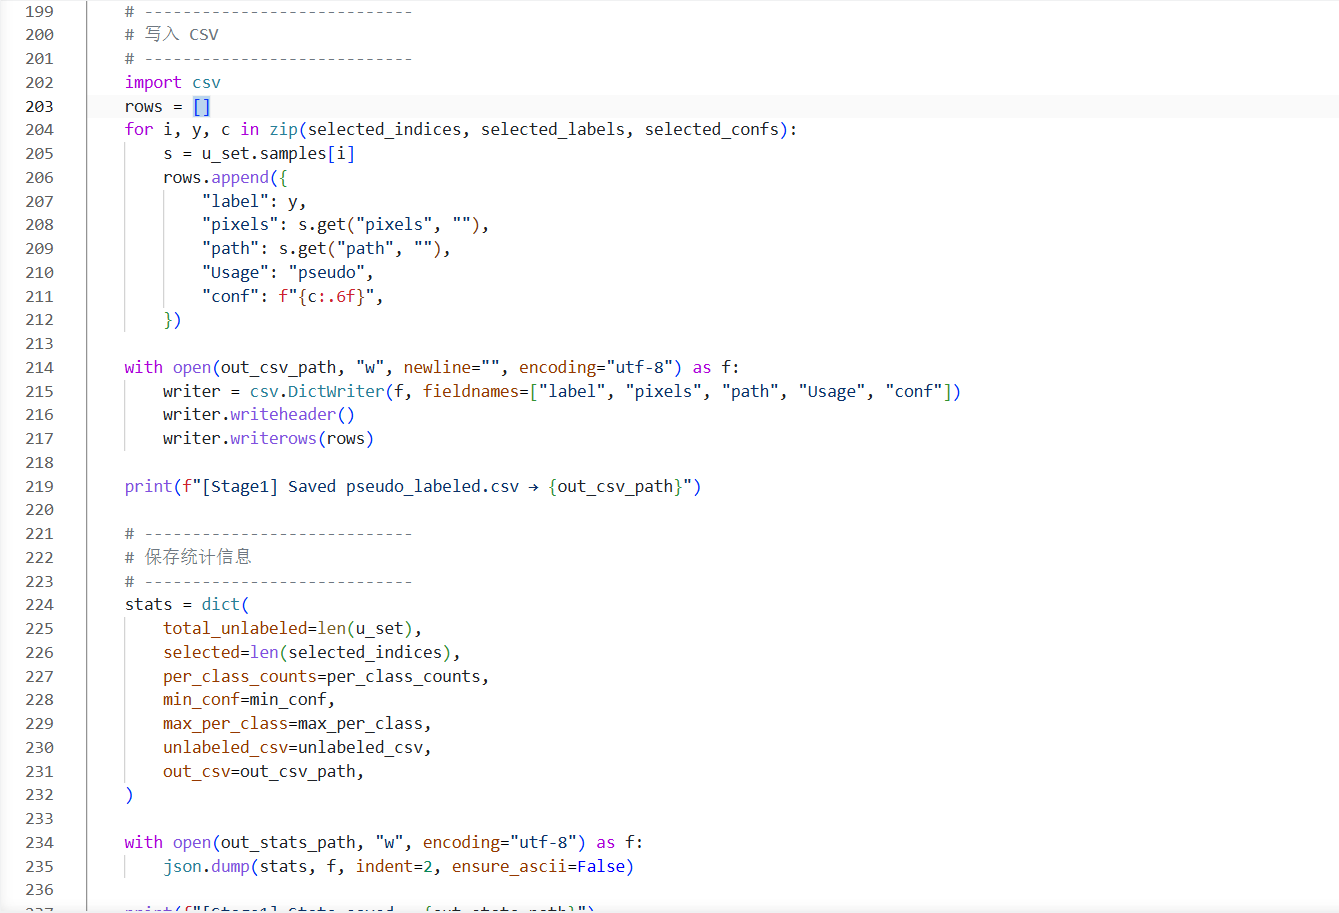 199 # ----------------------------
200 # 写入 CSV
201 # ----------------------------
202 import csv
203 rows = []
204 for i, y, c in zip(selected_indices, selected_labels, selected_confs):
205 s = u_set.samples[i]
206 rows.append({
207 "label": y,
208 "pixels": s.get("pixels", ""),
209 "path": s.get("path", ""),
210 "Usage": "pseudo",
211 "conf": f"{c:.6f}",
212 })
213
214 with open(out_csv_path, "w", newline="", encoding="utf-8") as f:
215 writer = csv.DictWriter(f, fieldnames=["label", "pixels", "path", "Usage", "conf"])
216 writer.writeheader()
217 writer.writerows(rows)
218
219 print(f"[Stage1] Saved pseudo_labeled.csv → {out_csv_path}")
220
221 # ----------------------------
222 # 保存统计信息
223 # ----------------------------
224 stats = dict(
225 total_unlabeled=len(u_set),
226 selected=len(selected_indices),
227 per_class_counts=per_class_counts,
228 min_conf=min_conf,
229 max_per_class=max_per_class,
230 unlabeled_csv=unlabeled_csv,
231 out_csv=out_csv_path,
232 )
233
234 with open(out_stats_path, "w", encoding="utf-8") as f:
235 json.dump(stats, f, indent=2, ensure_ascii=False)
236